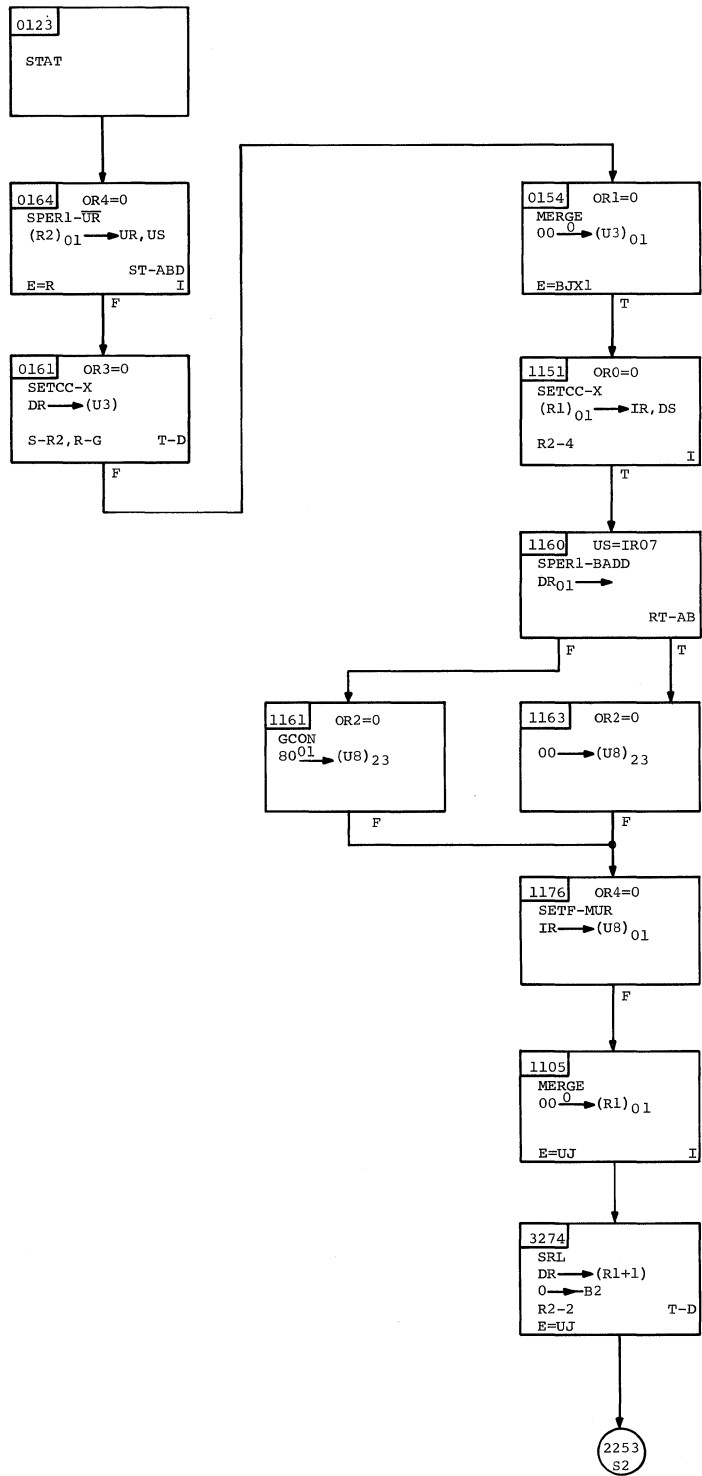 0123
STAT
0164 OR4=0
SPER1-U̅R̅
(R2)₀₁ → UR,US
ST-ABD
E=R I
F
0161 OR3=0
SETCC-X
DR → (U3)
S-R2,R-G T-D
F
0154 OR1=0
MERGE
00 0→ (U3)₀₁
E=BJX1
T
1151 OR0=0
SETCC-X
(R1)₀₁ → IR,DS
R2-4
I
T
1160 US=IR07
SPER1-BADD
DR₀₁ →
RT-AB
F T
1161 OR2=0
GCON
80⁰¹ → (U8)₂₃
F
1163 OR2=0
00 → (U8)₂₃
F
1176 OR4=0
SETF-MUR
IR → (U8)₀₁
F
1105
MERGE
00 0→ (R1)₀₁
E=UJ I
3274
SRL
DR → (R1+1)
0 → B2
R2-2 T-D
E=UJ
2253
S2